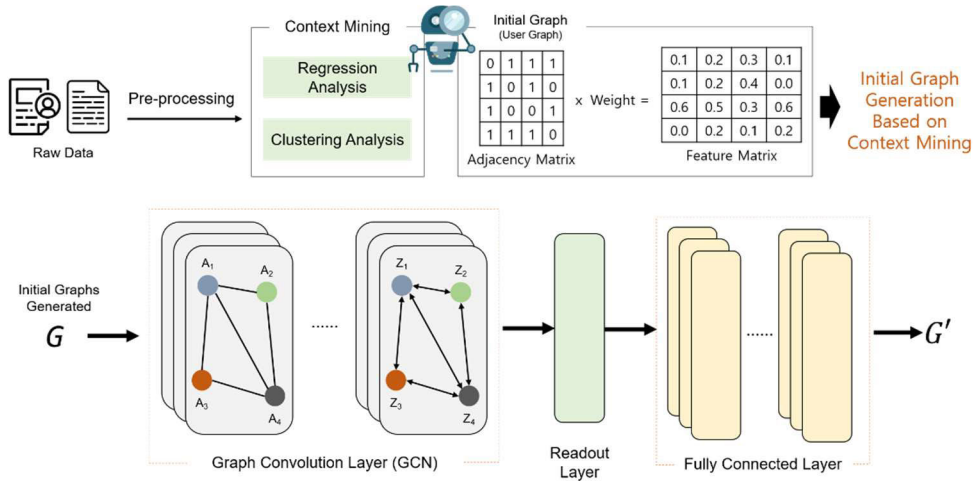 Context Mining
Initial Graph
(User Graph)
Regression
Analysis
Clustering Analysis
Pre-processing
Raw Data
0 1 1 1
1 0 1 0
1 0 0 1
1 1 1 0
Adjacency Matrix
x Weight =
0.1 0.2 0.3 0.1
0.1 0.2 0.4 0.0
0.6 0.5 0.3 0.6
0.0 0.2 0.1 0.2
Feature Matrix
Initial Graph
Generation
Based on
Context Mining
Initial Graphs
Generated
G
A1
A2
A3
A4
......
Z1
Z2
Z3
Z4
Graph Convolution Layer (GCN)
Readout
Layer
......
Fully Connected Layer
G′